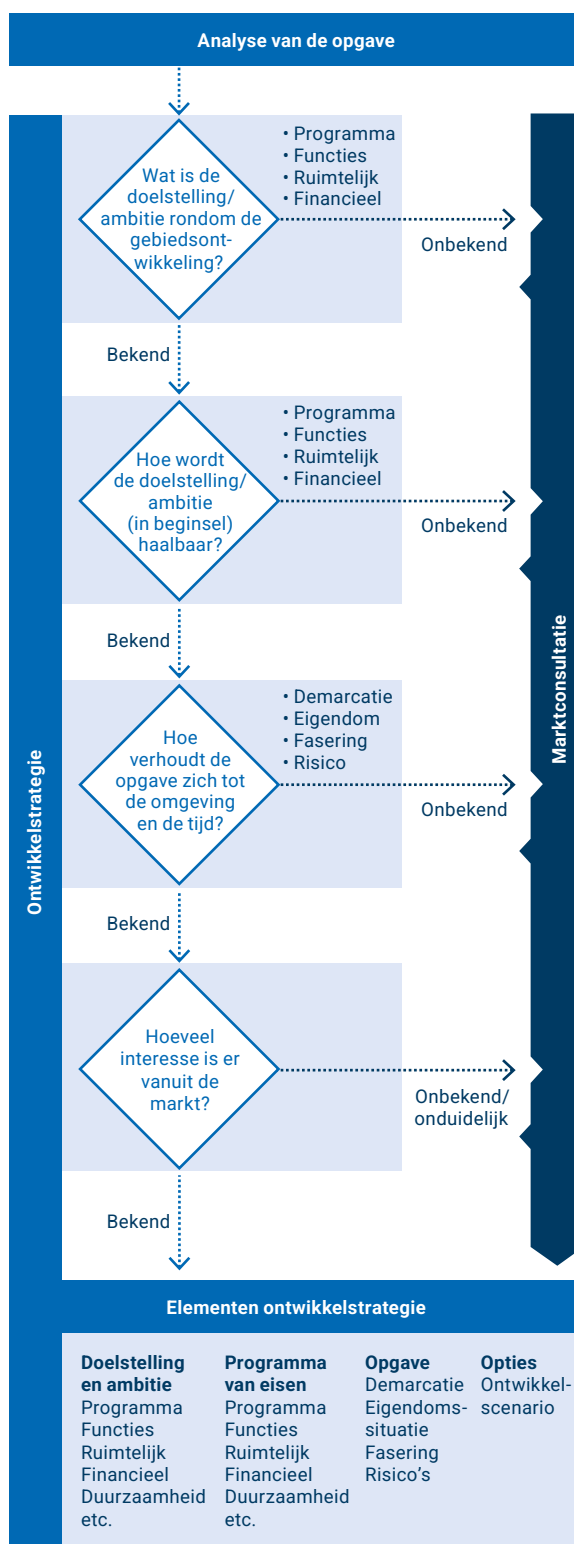 Analyse van de opgave
Wat is de
doelstelling/
ambitie rondom de
gebiedsont-
wikkeling?
• Programma
• Functies
• Ruimtelijk
• Financieel
Onbekend
Bekend
Hoe wordt
de doelstelling/
ambitie
(in beginsel)
haalbaar?
• Programma
• Functies
• Ruimtelijk
• Financieel
Onbekend
Bekend
Hoe
verhoudt de
opgave zich tot
de omgeving
en de tijd?
• Demarcatie
• Eigendom
• Fasering
• Risico
Onbekend
Bekend
Hoeveel
interesse is er
vanuit de
markt?
Onbekend/
onduidelijk
Bekend
Ontwikkelstrategie
Marktconsultatie
Elementen ontwikkelstrategie
Doelstelling
en ambitie
Programma
Functies
Ruimtelijk
Financieel
Duurzaamheid
etc.
Programma
van eisen
Programma
Functies
Ruimtelijk
Financieel
Duurzaamheid
etc.
Opgave
Demarcatie
Eigendoms-
situatie
Fasering
Risico’s
Opties
Ontwikkel-
scenario